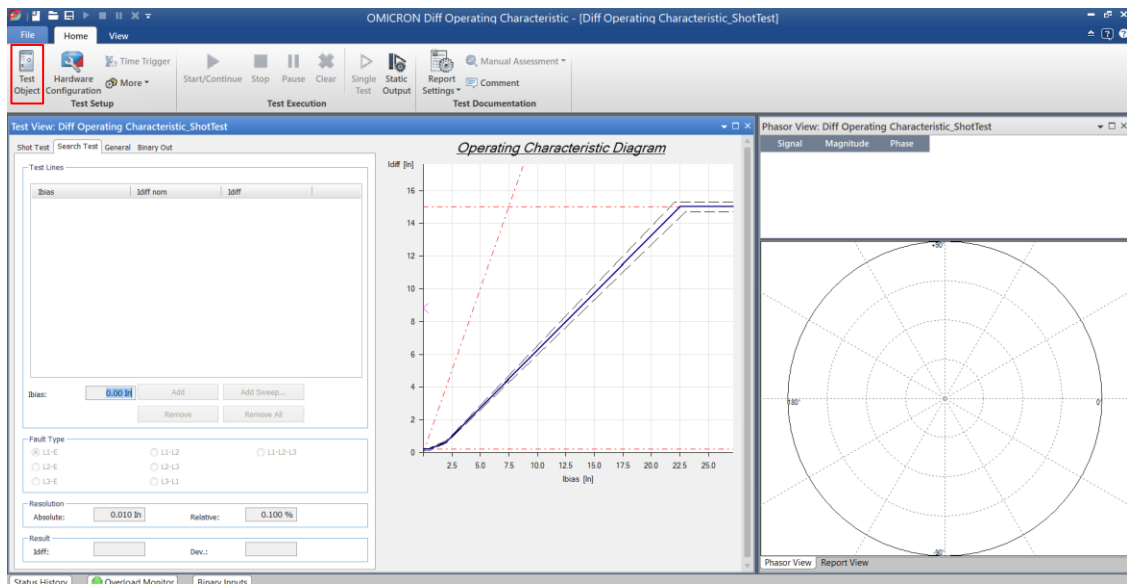 OMICRON Diff Operating Characteristic - [Diff Operating Characteristic_ShotTest]
File Home View
Test Object
Hardware Configuration
Time Trigger
More
Test Setup
Start/Continue Stop Pause Clear
Single Test
Static Output
Test Execution
Report Settings
Manual Assessment
Comment
Test Documentation
Test View: Diff Operating Characteristic_ShotTest
Shot Test Search Test General Binary Out
Test Lines
Ibias Idiff nom Idiff
Ibias: 0.00 In Add Add Sweep...
Remove Remove All
Fault Type
L1-E L1-L2 L1-L2-L3
L2-E L2-L3
L3-E L3-L1
Resolution
Absolute: 0.010 In Relative: 0.100 %
Result
Idiff: Dev.:
Operating Characteristic Diagram
Idiff [In]
16
14
12
10
8
6
4
2
0
2.5 5.0 7.5 10.0 12.5 15.0 17.5 20.0 22.5 25.0
Ibias [In]
Phasor View: Diff Operating Characteristic_ShotTest
Signal Magnitude Phase
+90°
180° 0°
-90°
Phasor View Report View
Status History Overload Monitor Binary Inputs